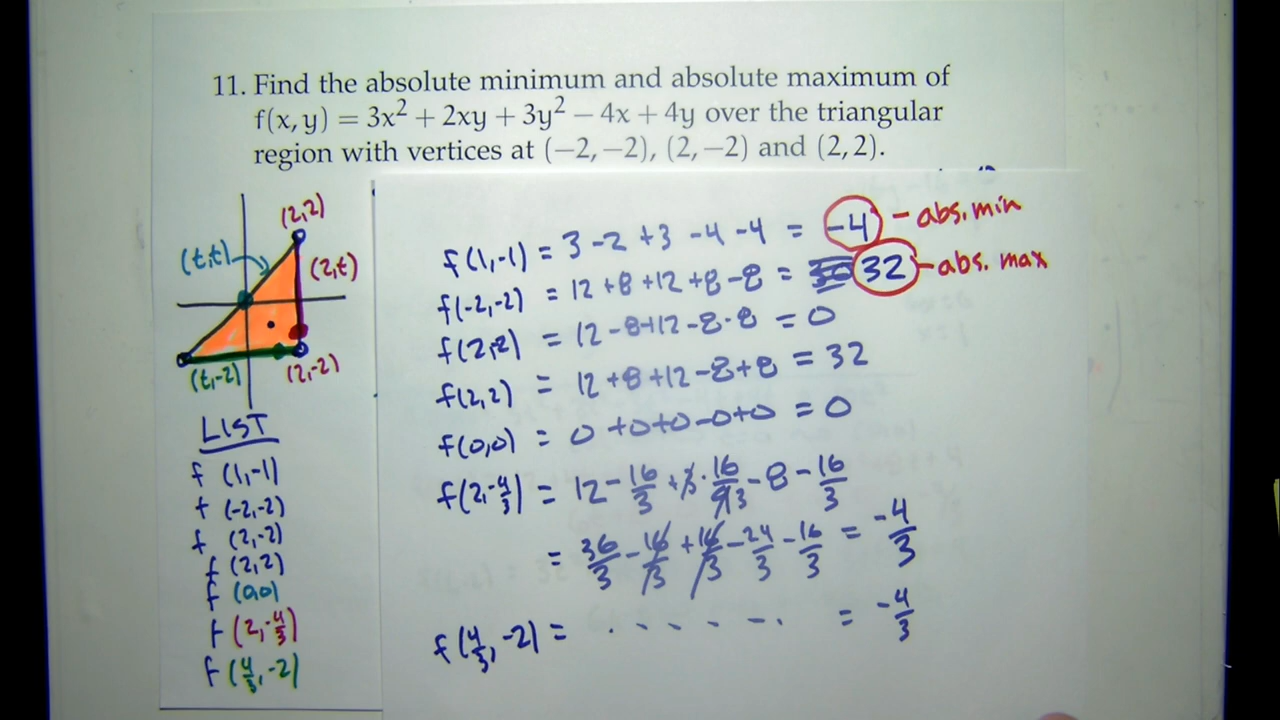 11. Find the absolute minimum and absolute maximum of
f(x, y) = 3x² + 2xy + 3y² − 4x + 4y over the triangular
region with vertices at (−2, −2), (2, −2) and (2, 2).
(2,2)
(t,t)
(2,t)
(t,-2)
(2,-2)
LIST
f (1,-1)
f (-2,-2)
f (2,-2)
f (2,2)
f (0,0)
f (2,-4/3)
f (4/3,-2)
f(1,-1) = 3 -2 +3 -4 -4 = -4 - abs. min
f(-2,-2) = 12 +8 +12 +8 -8 = 32 - abs. max
f(2,-2) = 12 -8 +12 -8 -8 = 0
f(2,2) = 12 +8 +12 -8 +8 = 32
f(0,0) = 0 +0+0-0+0 = 0
f(2,-4/3) = 12 - 16/3 + 3 · 16/9 3 - 8 - 16/3
= 36/3 - 16/3 + 16/3 - 24/3 - 16/3 = -4/3
f(4/3,-2) = . - - - - . = -4/3